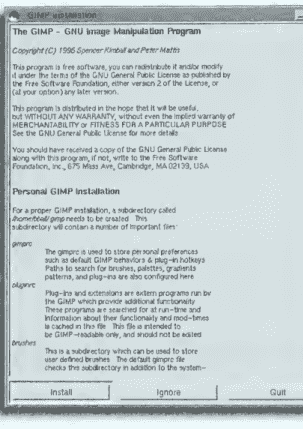 GIMP Installation
The GIMP - GNU Image Manipulation Program
Copyright (C) 1995 Spencer Kimball and Peter Mattis
This program is free software; you can redistribute it and/or modify
it under the terms of the GNU General Public License as published by
the Free Software Foundation; either version 2 of the License, or
(at your option) any later version.
This program is distributed in the hope that it will be useful,
but WITHOUT ANY WARRANTY; without even the implied warranty of
MERCHANTABILITY or FITNESS FOR A PARTICULAR PURPOSE
See the GNU General Public License for more details
You should have received a copy of the GNU General Public License
along with this program; if not, write to the Free Software
Foundation, Inc., 675 Mass Ave, Cambridge, MA 02139, USA
Personal GIMP Installation
For a proper GIMP installation, a subdirectory called
needs to be created This
subdirectory will contain a number of important files:
gimprc
The gimprc is used to store personal preferences
such as default GIMP behaviors & plug-in hotkeys
Paths to search for brushes, palettes, gradients
patterns, and plug-ins are also configured here
pluginrc
Plug-ins and extensions are extern programs run by
the GIMP which provide additional functionality
These programs are searched for at run-time and
information about their functionality and mod-times
is cached in this file This file is intended to
be GIMP-readable only, and should not be edited
brushes
This is a subdirectory which can be used to store
user defined brushes The default gimprc file
checks this subdirectory in addition to the system-
Install
Ignore
Quit